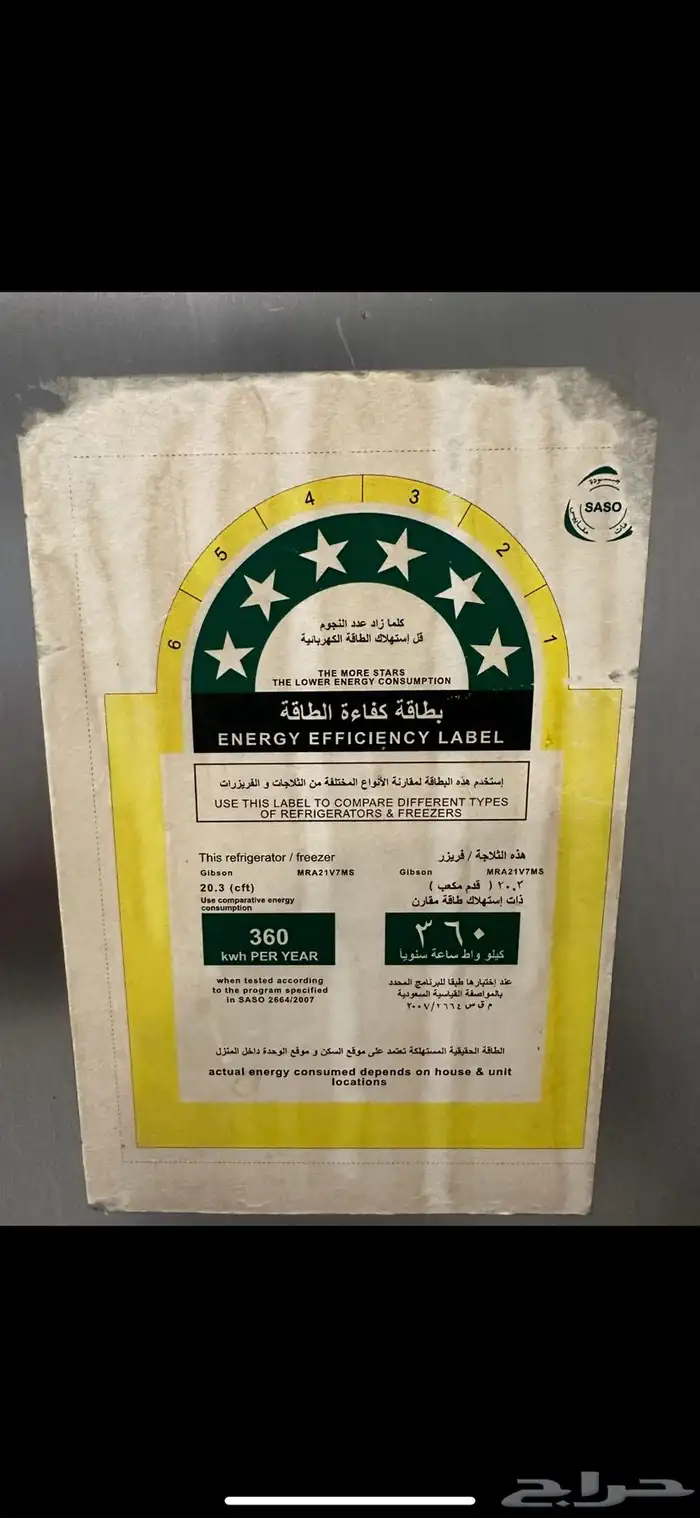 4 3
5 2
6 1
جودة
SASO
كلما زاد عدد النجوم
قل إستهلاك الطاقة الكهربائية
THE MORE STARS
THE LOWER ENERGY CONSUMPTION
بطاقة كفاءة الطاقة
ENERGY EFFICIENCY LABEL
إستخدم هذه البطاقة لمقارنة الأنواع المختلفة من الثلاجات و الفريزرات
USE THIS LABEL TO COMPARE DIFFERENT TYPES
OF REFRIGERATORS & FREEZERS
This refrigerator / freezer
Gibson MRA21V7MS
20.3 (cft)
Use comparative energy
consumption
360
kwh PER YEAR
when tested according
to the program specified
in SASO 2664/2007
هذه الثلاجة / فريزر
Gibson MRA21V7MS
٢٠.٣ ( قدم مكعب )
ذات إستهلاك طاقة مقارن
٣٦٠
كيلو واط ساعة سنوياً
عند إختبارها طبقا للبرنامج المحدد
بالمواصفة القياسية السعودية
م ق س ٢٠٠٧/٢٦٦٤
الطاقة الحقيقية المستهلكة تعتمد على موقع السكن و موقع الوحدة داخل المنزل
actual energy consumed depends on house & unit
locations
حراج